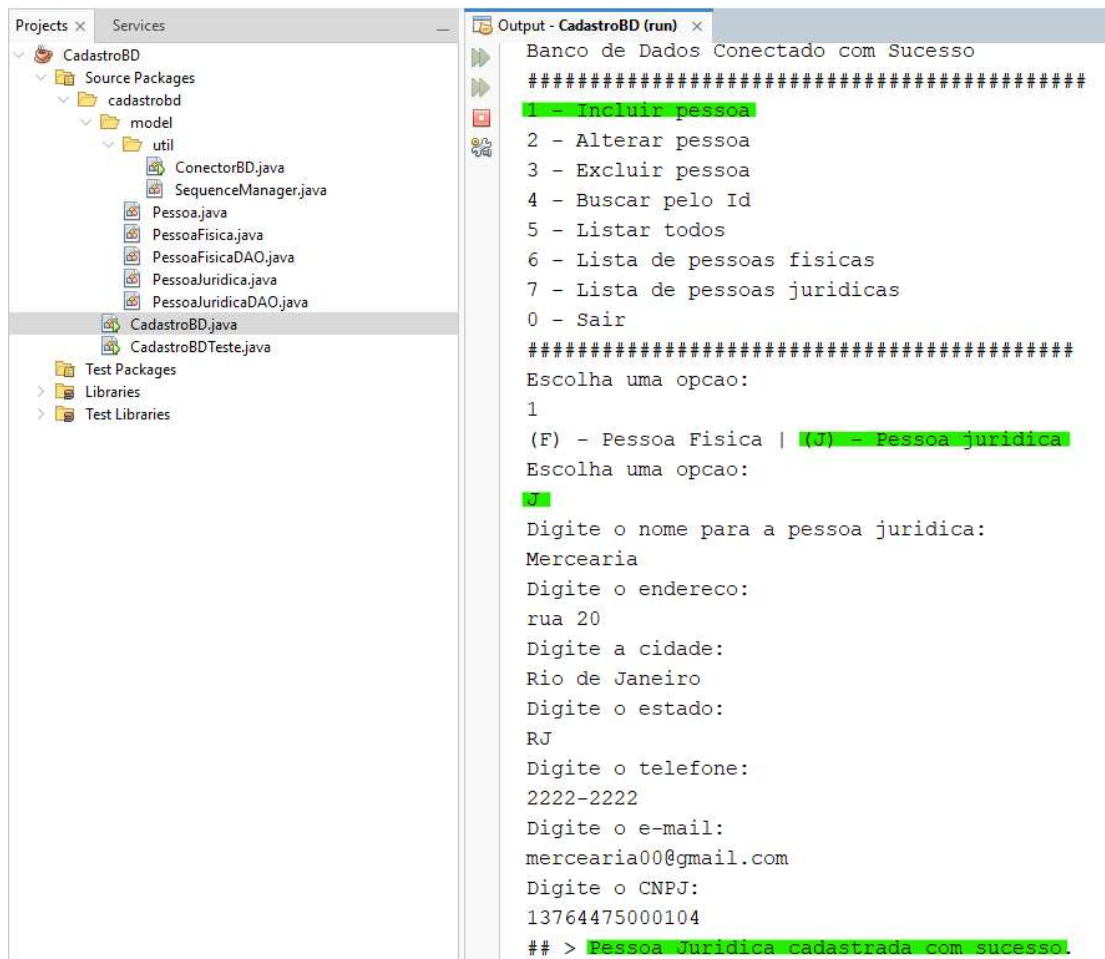 Projects × Services
CadastroBD
Source Packages
cadastrobd
model
util
ConectorBD.java
SequenceManager.java
Pessoa.java
PessoaFisica.java
PessoaFisicaDAO.java
PessoaJuridica.java
PessoaJuridicaDAO.java
CadastroBD.java
CadastroBDTeste.java
Test Packages
Libraries
Test Libraries
Output - CadastroBD (run) ×
Banco de Dados Conectado com Sucesso
#############################################
1 - Incluir pessoa
2 - Alterar pessoa
3 - Excluir pessoa
4 - Buscar pelo Id
5 - Listar todos
6 - Lista de pessoas fisicas
7 - Lista de pessoas juridicas
0 - Sair
############################################
Escolha uma opcao:
1
(F) - Pessoa Fisica | (J) - Pessoa juridica
Escolha uma opcao:
J
Digite o nome para a pessoa juridica:
Mercearia
Digite o endereco:
rua 20
Digite a cidade:
Rio de Janeiro
Digite o estado:
RJ
Digite o telefone:
2222-2222
Digite o e-mail:
mercearia00@gmail.com
Digite o CNPJ:
13764475000104
## > Pessoa Juridica cadastrada com sucesso.